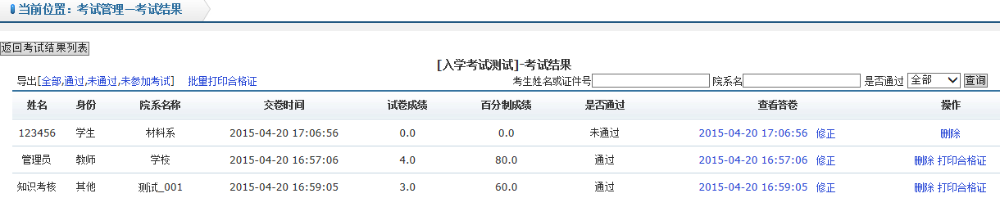 当前位置：考试管理—考试结果
返回考试结果列表
[入学考试测试]-考试结果
导出[全部,通过,未通过,未参加考试] 批量打印合格证 考生姓名或证件号 院系名 是否通过 全部 查询
姓名 身份 院系名称 交卷时间 试卷成绩 百分制成绩 是否通过 查看答卷 操作
123456 学生 材料系 2015-04-20 17:06:56 0.0 0.0 未通过 2015-04-20 17:06:56 修正 删除
管理员 教师 学校 2015-04-20 16:57:06 4.0 80.0 通过 2015-04-20 16:57:06 修正 删除 打印合格证
知识考核 其他 测试_001 2015-04-20 16:59:05 3.0 60.0 通过 2015-04-20 16:59:05 修正 删除 打印合格证